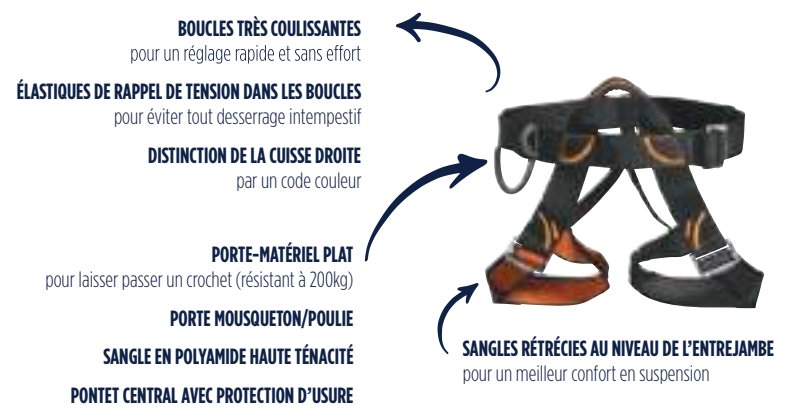 BOUCLES TRÈS COULISSANTES
pour un réglage rapide et sans effort
ÉLASTIQUES DE RAPPEL DE TENSION DANS LES BOUCLES
pour éviter tout desserrage intempestif
DISTINCTION DE LA CUISSE DROITE
par un code couleur
PORTE-MATÉRIEL PLAT
pour laisser passer un crochet (résistant à 200kg)
PORTE MOUSQUETON/POULIE
SANGLE EN POLYAMIDE HAUTE TÉNACITÉ
PONTET CENTRAL AVEC PROTECTION D'USURE
SANGLES RÉTRÉCIES AU NIVEAU DE L'ENTREJAMBE
pour un meilleur confort en suspension